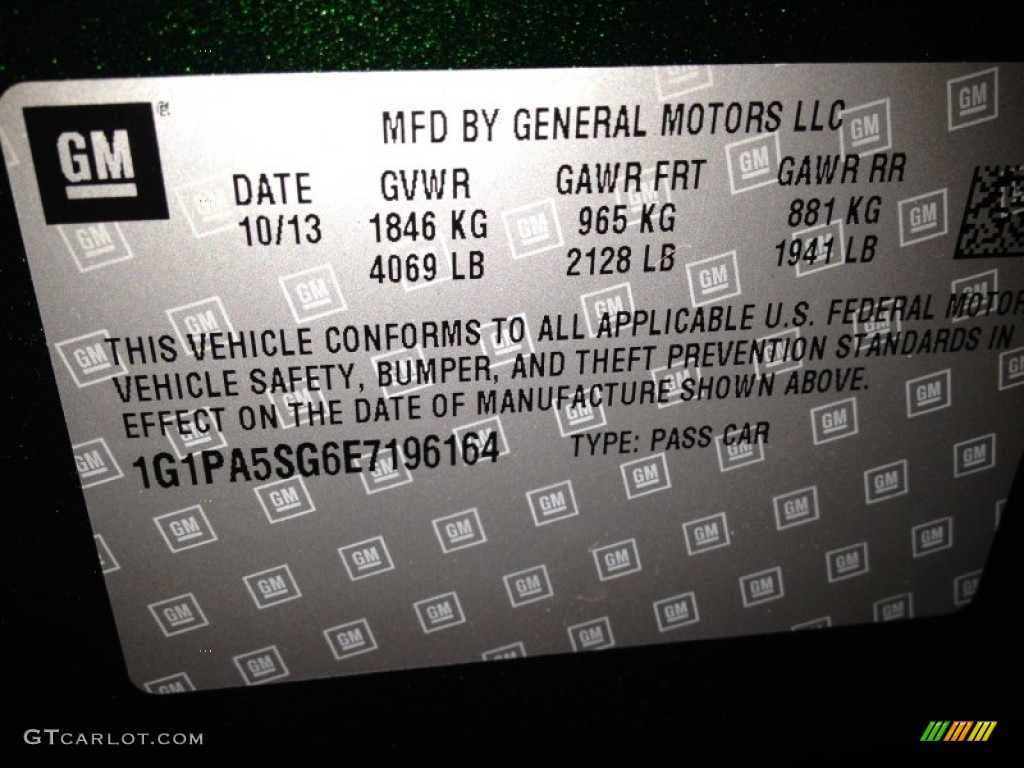 GM
MFD BY GENERAL MOTORS LLC
DATE GVWR GAWR FRT GAWR RR
10/13 1846 KG 965 KG 881 KG
4069 LB 2128 LB 1941 LB
THIS VEHICLE CONFORMS TO ALL APPLICABLE U.S. FEDERAL MOTOR
VEHICLE SAFETY, BUMPER, AND THEFT PREVENTION STANDARDS IN
EFFECT ON THE DATE OF MANUFACTURE SHOWN ABOVE.
1G1PA5SG6E7196164 TYPE: PASS CAR
GTCARLOT.COM